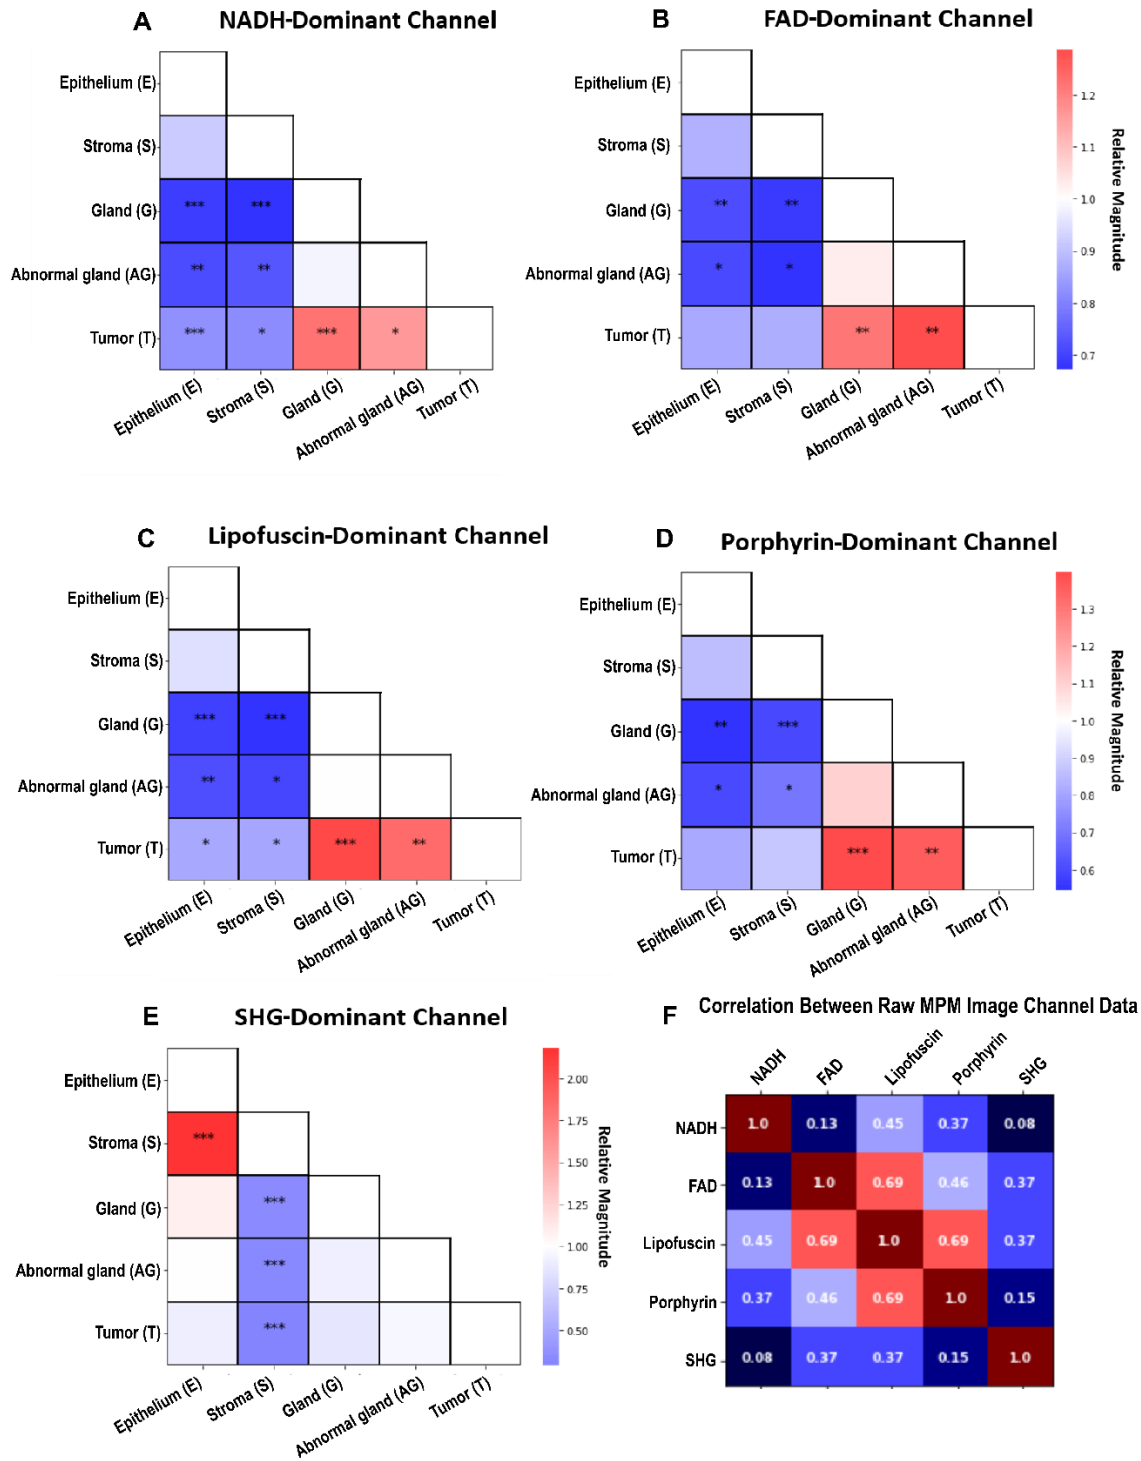 A NADH-Dominant Channel
Epithelium (E)
Stroma (S)
Gland (G)
*** ***
Abnormal gland (AG)
** **
Tumor (T)
*** * *** *
Epithelium (E)
Stroma (S)
Gland (G)
Abnormal gland (AG)
Tumor (T)
B FAD-Dominant Channel
Epithelium (E)
Stroma (S)
Gland (G)
** **
Abnormal gland (AG)
* *
Tumor (T)
** **
Epithelium (E)
Stroma (S)
Gland (G)
Abnormal gland (AG)
Tumor (T)
1.2
1.1
1.0
0.9
0.8
0.7
Relative Magnitude
C Lipofuscin-Dominant Channel
Epithelium (E)
Stroma (S)
Gland (G)
*** ***
Abnormal gland (AG)
** *
Tumor (T)
* * *** **
Epithelium (E)
Stroma (S)
Gland (G)
Abnormal gland (AG)
Tumor (T)
D Porphyrin-Dominant Channel
Epithelium (E)
Stroma (S)
Gland (G)
** ***
Abnormal gland (AG)
* *
Tumor (T)
*** **
Epithelium (E)
Stroma (S)
Gland (G)
Abnormal gland (AG)
Tumor (T)
1.3
1.2
1.1
1.0
0.9
0.8
0.7
0.6
Relative Magnitude
E SHG-Dominant Channel
Epithelium (E)
Stroma (S)
***
Gland (G)
***
Abnormal gland (AG)
***
Tumor (T)
***
Epithelium (E)
Stroma (S)
Gland (G)
Abnormal gland (AG)
Tumor (T)
2.00
1.75
1.50
1.25
1.00
0.75
0.50
Relative Magnitude
F Correlation Between Raw MPM Image Channel Data
NADH FAD Lipofuscin Porphyrin SHG
NADH 1.0 0.13 0.45 0.37 0.08
FAD 0.13 1.0 0.69 0.46 0.37
Lipofuscin 0.45 0.69 1.0 0.69 0.37
Porphyrin 0.37 0.46 0.69 1.0 0.15
SHG 0.08 0.37 0.37 0.15 1.0